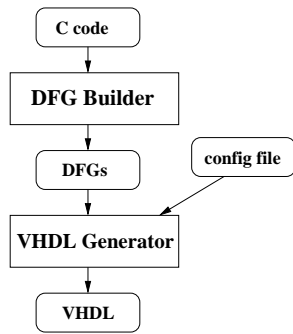 C code
DFG Builder
DFGs
config file
VHDL Generator
VHDL